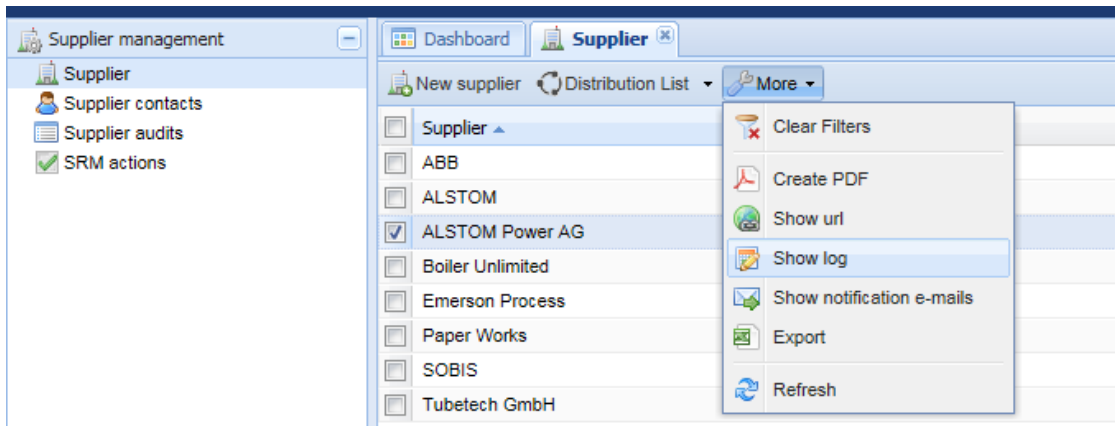 Supplier management
Supplier
Supplier contacts
Supplier audits
SRM actions
Dashboard
Supplier
New supplier
Distribution List
More
Supplier
ABB
ALSTOM
ALSTOM Power AG
Boiler Unlimited
Emerson Process
Paper Works
SOBIS
Tubetech GmbH
Clear Filters
Create PDF
Show url
Show log
Show notification e-mails
Export
Refresh